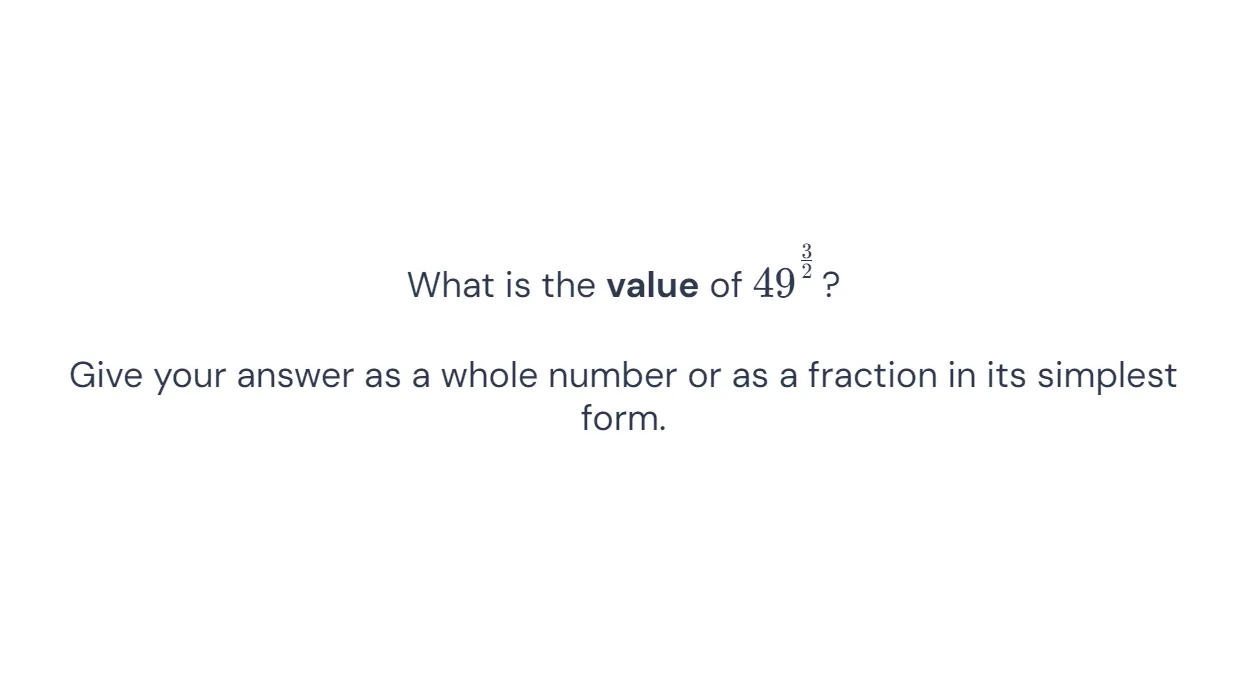 What is the value of $49^{\frac{3}{2}}$?
Give your answer as a whole number or as a fraction in its simplest
form.